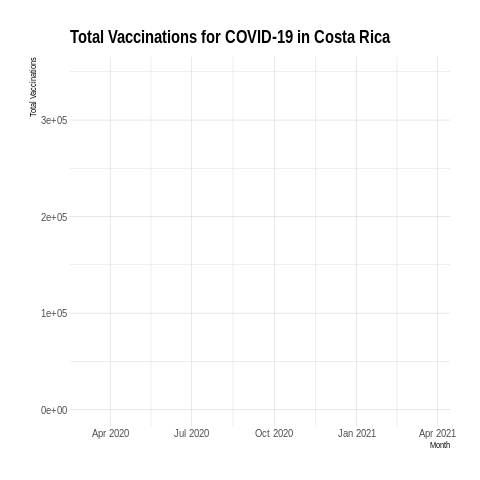 Total Vaccinations for COVID-19 in Costa Rica
Total Vaccinations
3e+05
2e+05
1e+05
0e+00
Apr 2020 Jul 2020 Oct 2020 Jan 2021 Apr 2021
Month